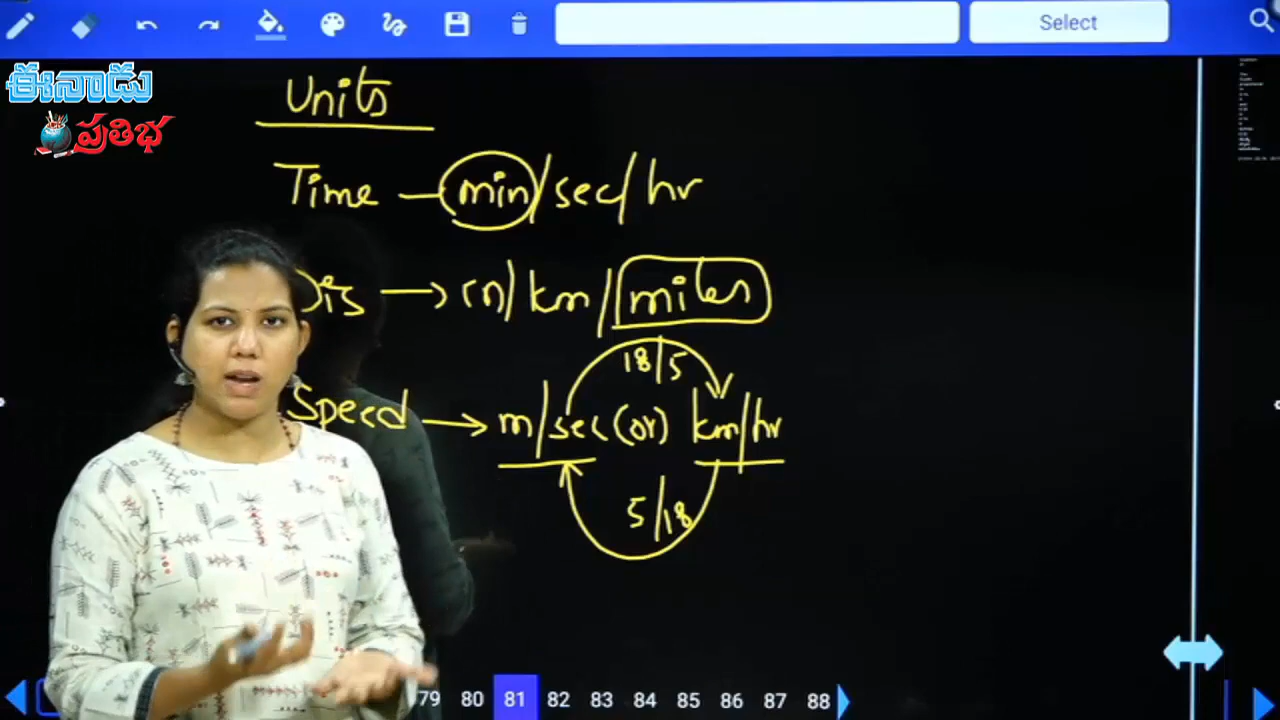 Select
ఈనాడు
ప్రతిభ
Units
Time – min/sec/hr
Dis → m/km/miles
18/5
Speed → m/sec (or) km/hr
5/18
79 80 81 82 83 84 85 86 87 88